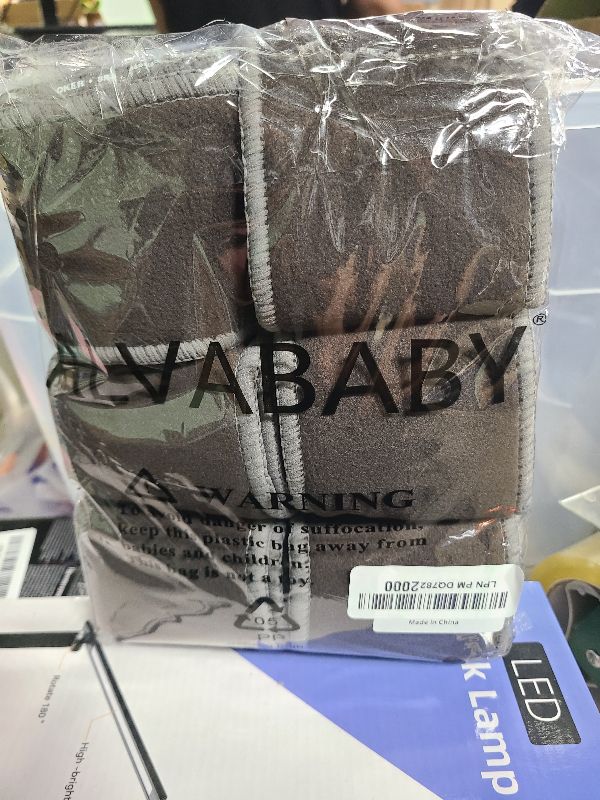 VABABY®
WARNING
To avoid danger of suffocation,
keep this plastic bag away from
babies and children.
This bag is not a toy.
05
PP
LPN PM DQ7822000
Made in China
LED
k Lamp
Rotate 180°
High-bright